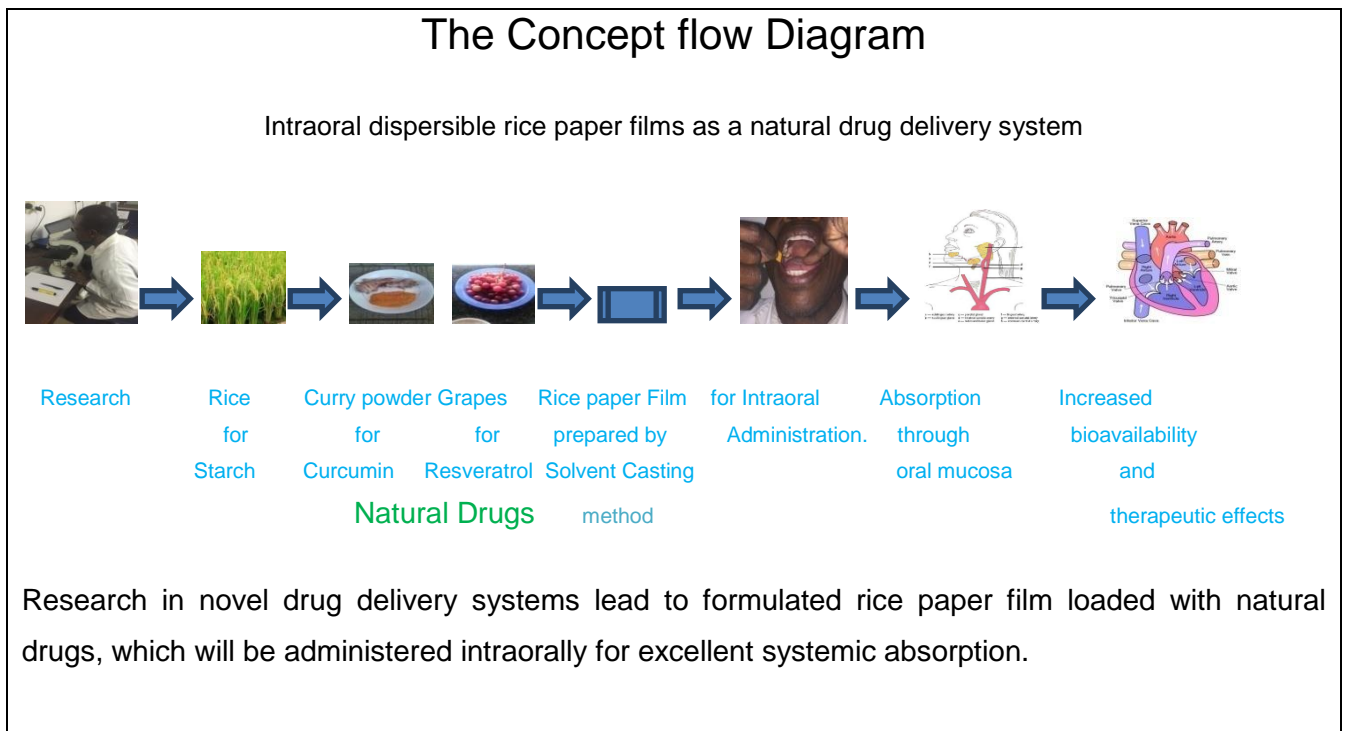 The Concept flow Diagram
Intraoral dispersible rice paper films as a natural drug delivery system
Research Rice Curry powder Grapes Rice paper Film for Intraoral Absorption Increased
for for for prepared by Administration. through bioavailability
Starch Curcumin Resveratrol Solvent Casting oral mucosa and
Natural Drugs method therapeutic effects
Research in novel drug delivery systems lead to formulated rice paper film loaded with natural
drugs, which will be administered intraorally for excellent systemic absorption.